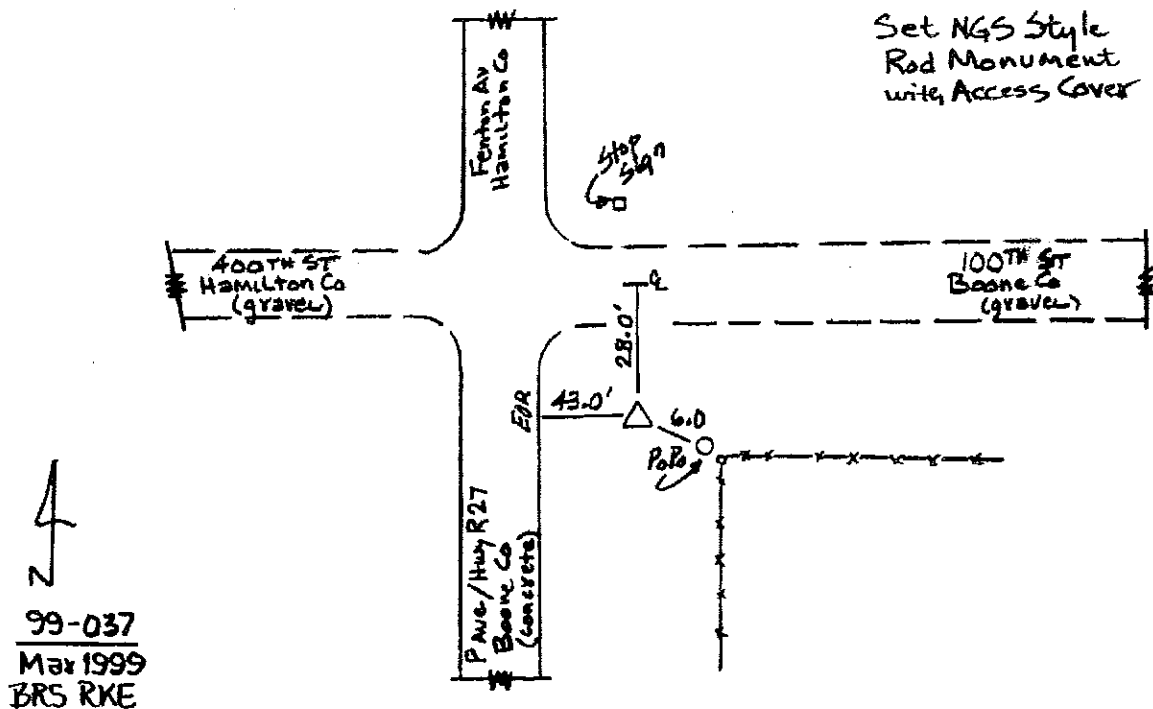 Set NGS Style
Rod Monument
with Access Cover
Fenton Av
Hamilton Co
Stop
Sign
400TH ST
Hamilton Co
(gravel)
100TH ST
Boone Co
(gravel)
℄
28.0'
EOR
43.0'
6.0
PoPo
P Ave/Hwy R27
Boone Co
(concrete)
N
99-037
Mar 1999
BRS RKE